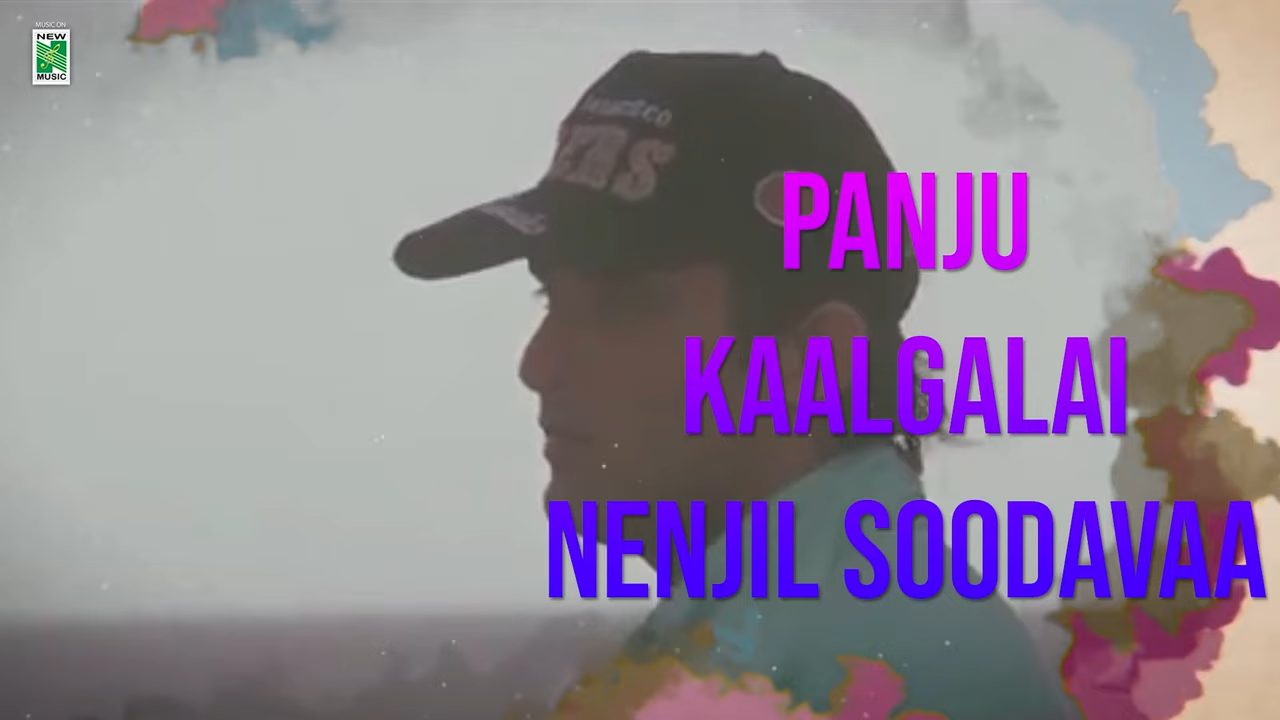 MUSIC ON
NEW
MUSIC
PANJU
KAALGALAI
NENJIL SOODAVAA